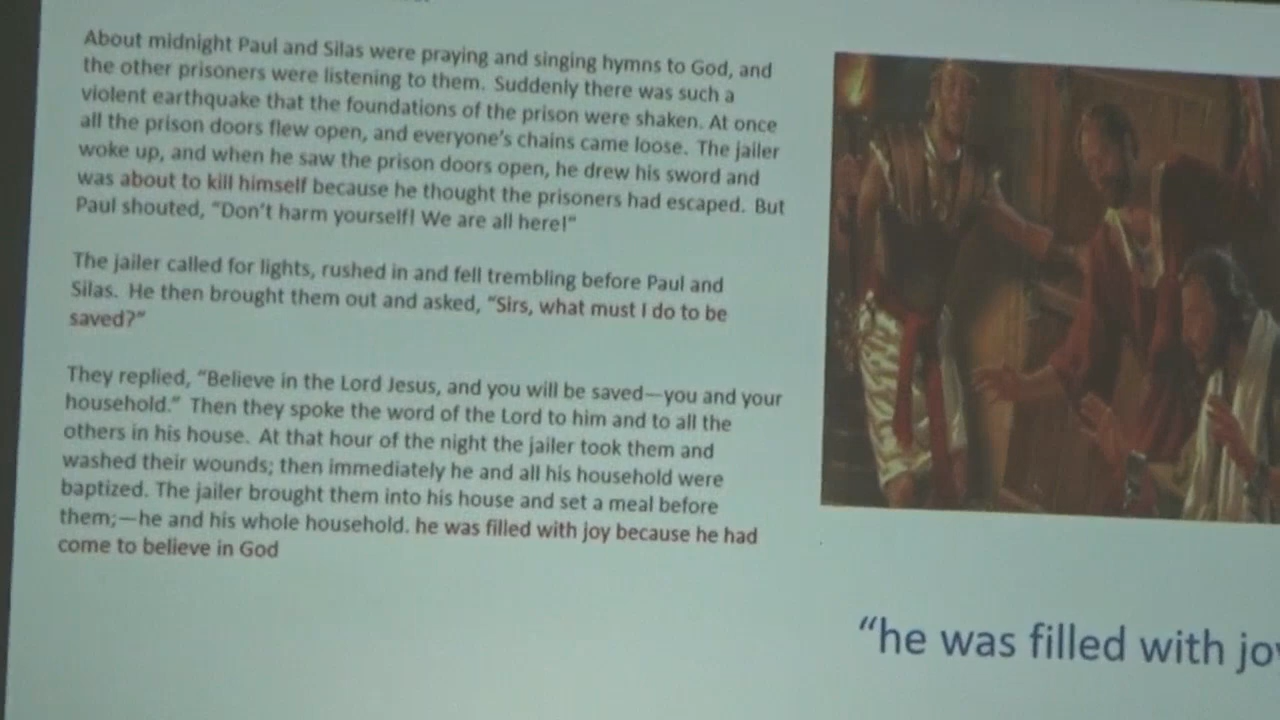 About midnight Paul and Silas were praying and singing hymns to God, and
the other prisoners were listening to them. Suddenly there was such a
violent earthquake that the foundations of the prison were shaken. At once
all the prison doors flew open, and everyone's chains came loose. The jailer
woke up, and when he saw the prison doors open, he drew his sword and
was about to kill himself because he thought the prisoners had escaped. But
Paul shouted, "Don't harm yourself! We are all here!"
The jailer called for lights, rushed in and fell trembling before Paul and
Silas. He then brought them out and asked, "Sirs, what must I do to be
saved?"
They replied, "Believe in the Lord Jesus, and you will be saved—you and your
household." Then they spoke the word of the Lord to him and to all the
others in his house. At that hour of the night the jailer took them and
washed their wounds; then immediately he and all his household were
baptized. The jailer brought them into his house and set a meal before
them;—he and his whole household. he was filled with joy because he had
come to believe in God
"he was filled with jo